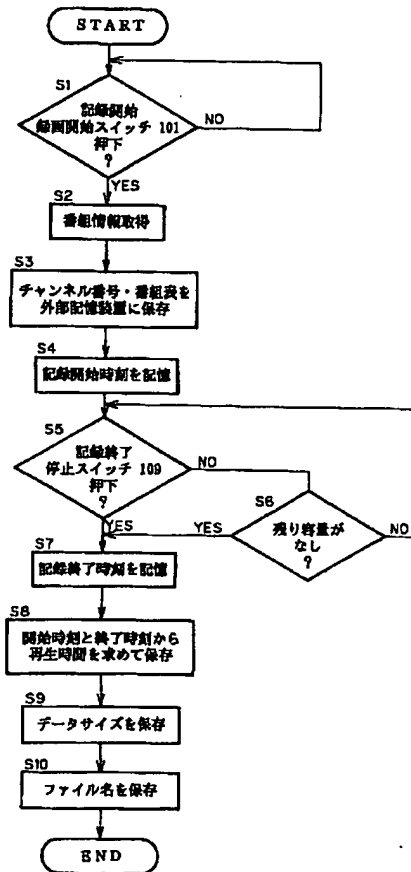 START
S1
記録開始
録画開始スイッチ 101
押下
?
NO
YES
S2
番組情報取得
S3
チャンネル番号・番組表を
外部記憶装置に保存
S4
記録開始時刻を記憶
S5
記録終了
停止スイッチ 109
押下
?
NO
YES
S6
残り容量が
なし
?
YES
NO
S7
記録終了時刻を記憶
S8
開始時刻と終了時刻から
再生時間を求めて保存
S9
データサイズを保存
S10
ファイル名を保存
END